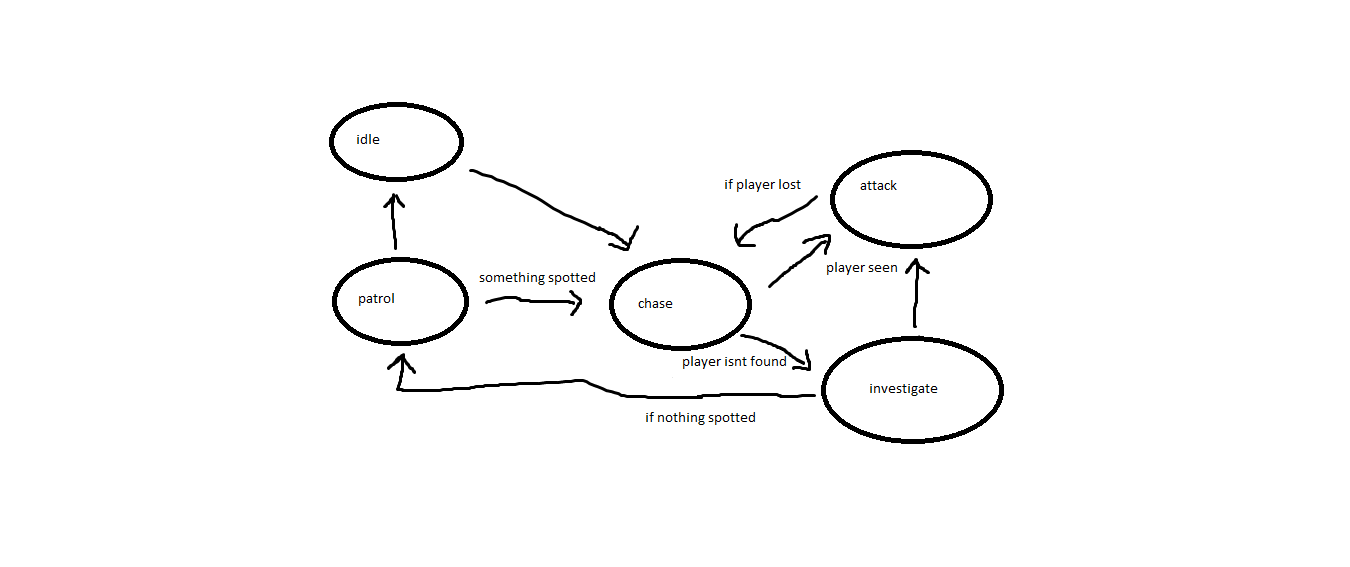 idle
if player lost
attack
something spotted
player seen
patrol
chase
player isnt found
investigate
if nothing spotted